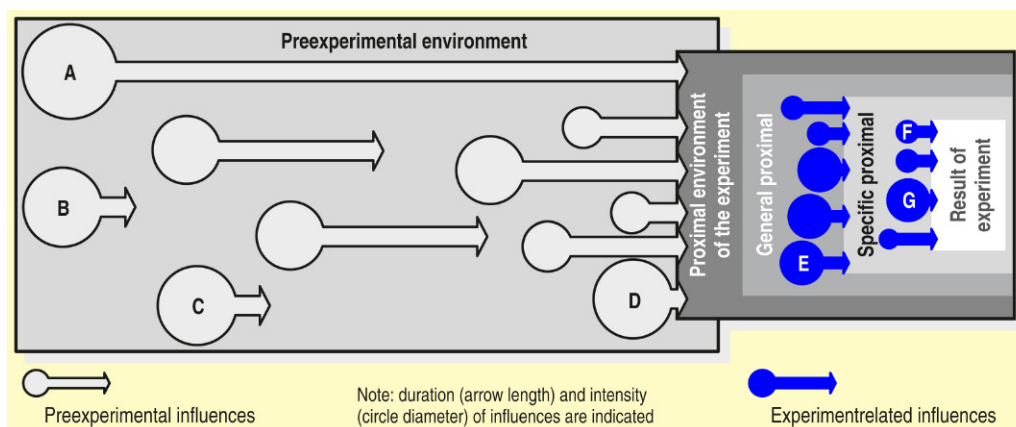 Preexperimental environment
A
B
C
D
Proximal environment
of the experiment
General proximal
E
Specific proximal
F
G
Result of
experiment
Preexperimental influences
Note: duration (arrow length) and intensity
(circle diameter) of influences are indicated
Experimentrelated influences